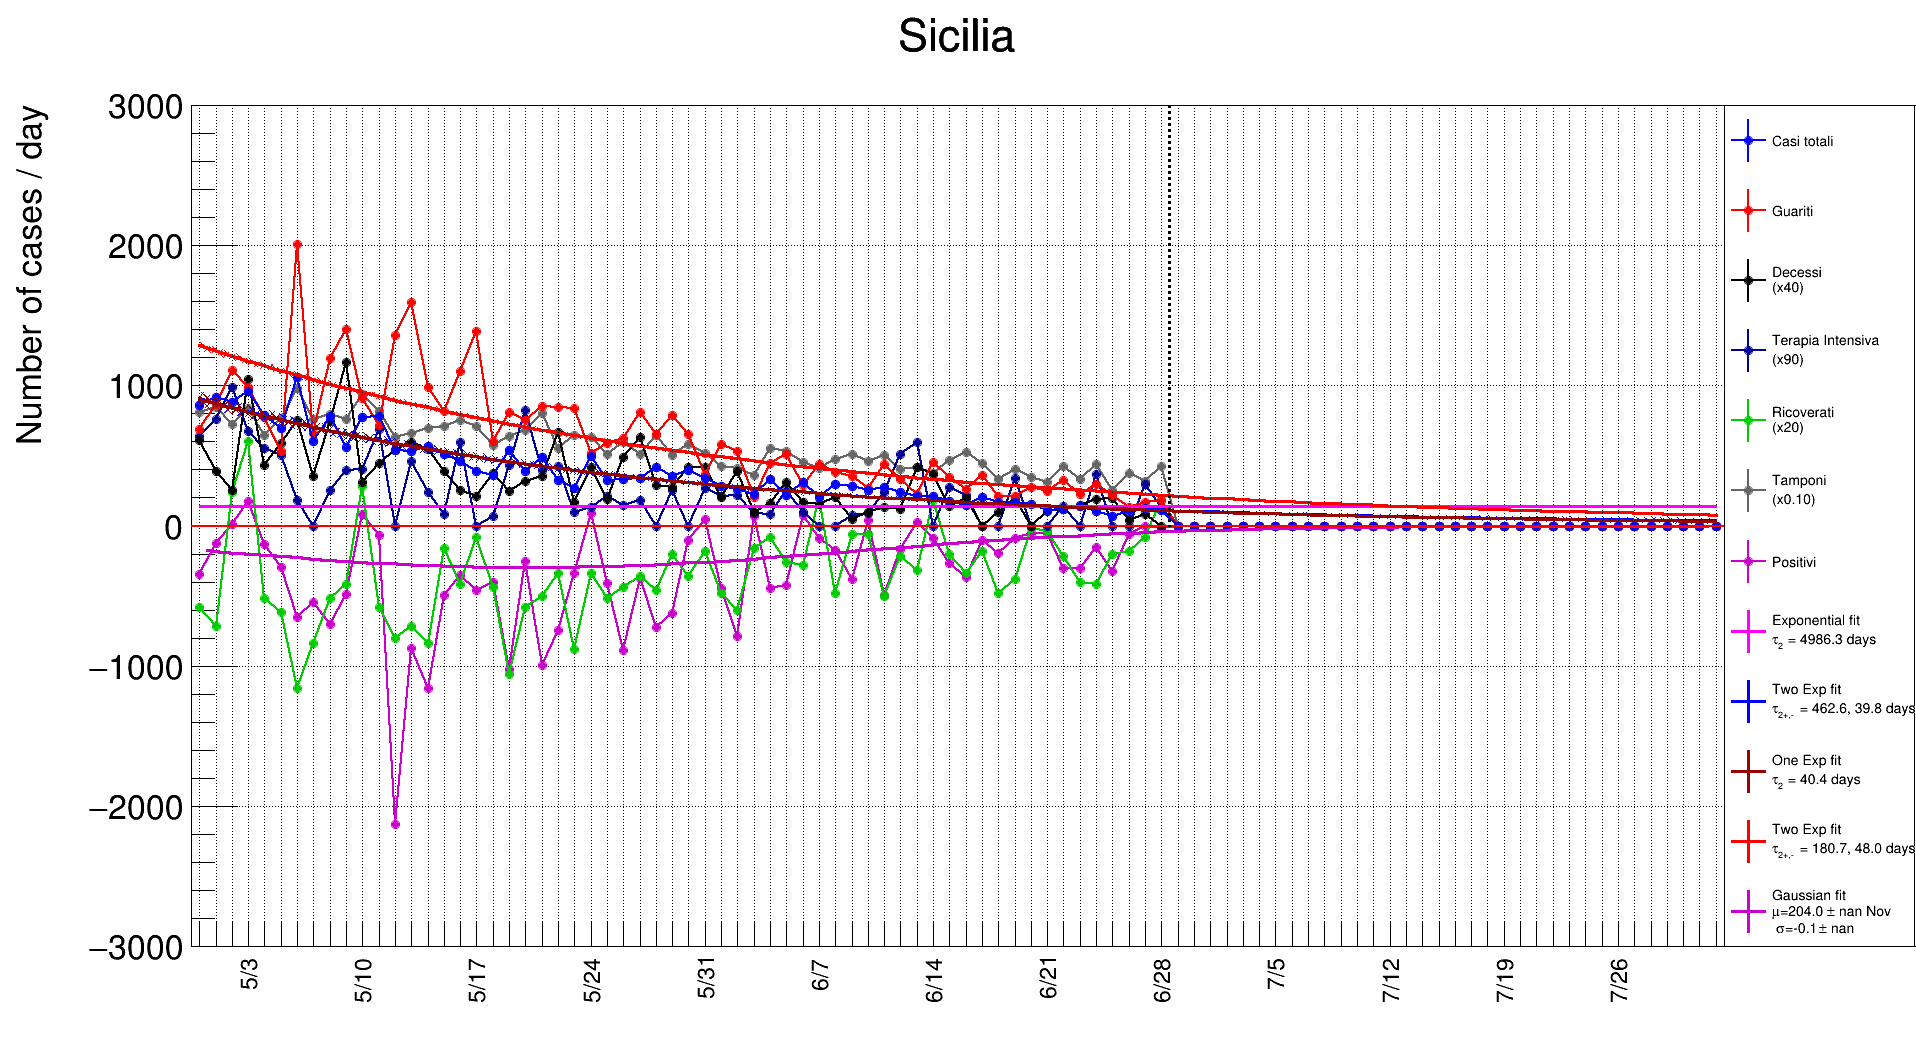 Sicilia
Number of cases / day
3000
2000
1000
0
−1000
−2000
−3000
5/3
5/10
5/17
5/24
5/31
6/7
6/14
6/21
6/28
7/5
7/12
7/19
7/26
Casi totali
Guariti
Decessi
(x40)
Terapia Intensiva
(x90)
Ricoverati
(x20)
Tamponi
(x0.10)
Positivi
Exponential fit
τ2 = 4986.3 days
Two Exp fit
τ2+,- = 462.6, 39.8 days
One Exp fit
τ2 = 40.4 days
Two Exp fit
τ2+,- = 180.7, 48.0 days
Gaussian fit
μ=204.0 ± nan Nov
σ=-0.1 ± nan